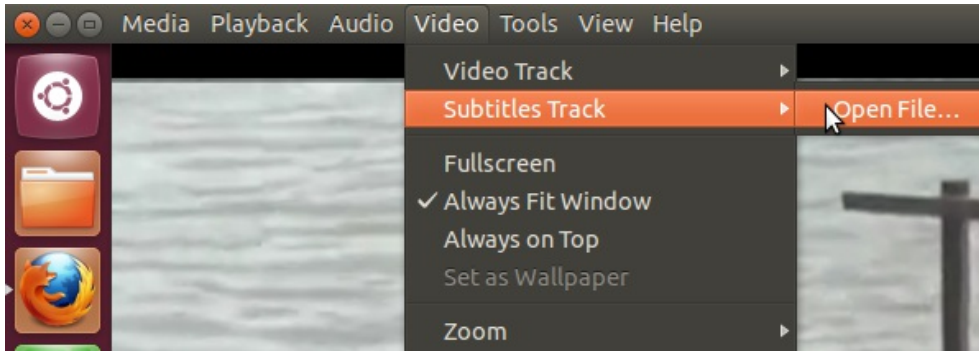 Media Playback Audio Video Tools View Help
Video Track
Subtitles Track
Open File...
Fullscreen
Always Fit Window
Always on Top
Set as Wallpaper
Zoom